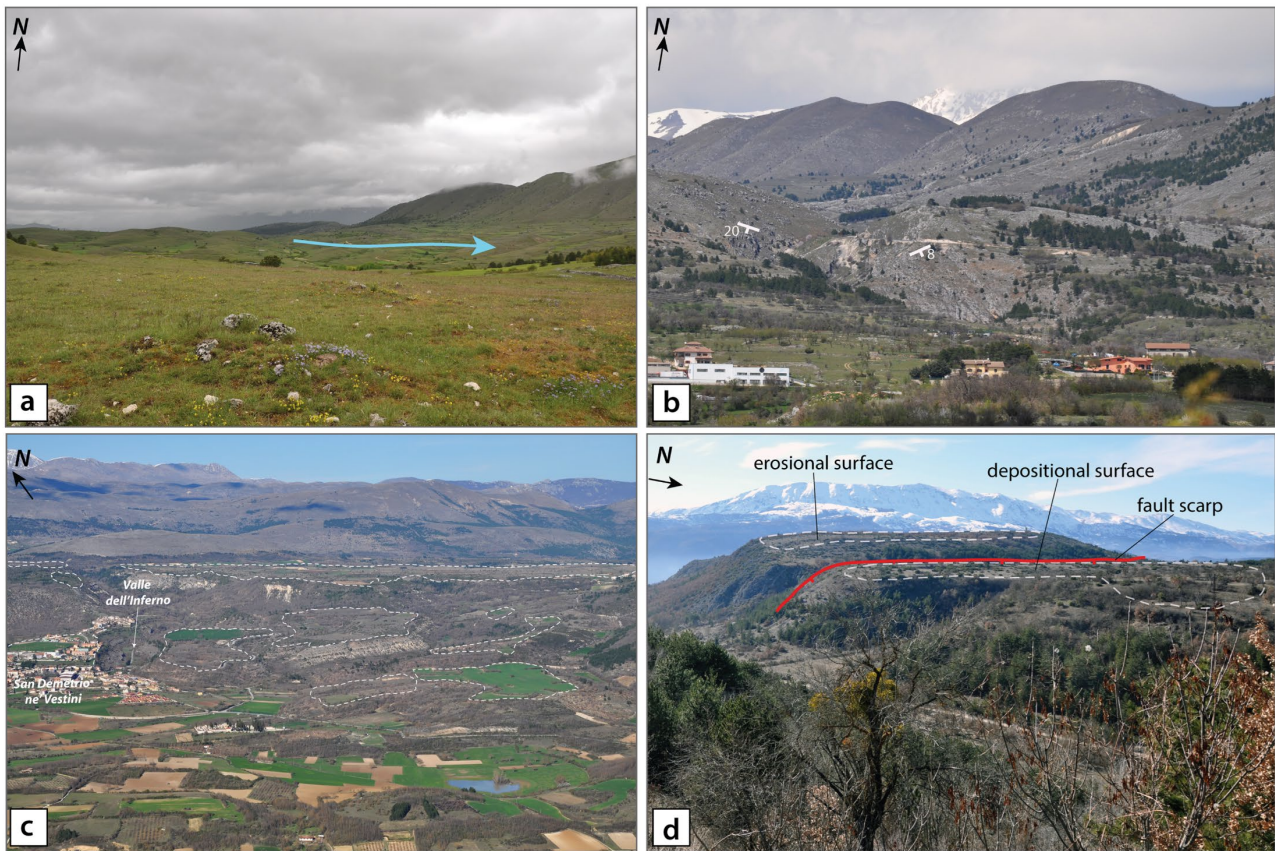 N
a
N
20
8
b
N
Valle
dell'Inferno
San Demetrio
ne' Vestini
c
N
erosional surface
depositional surface
fault scarp
d